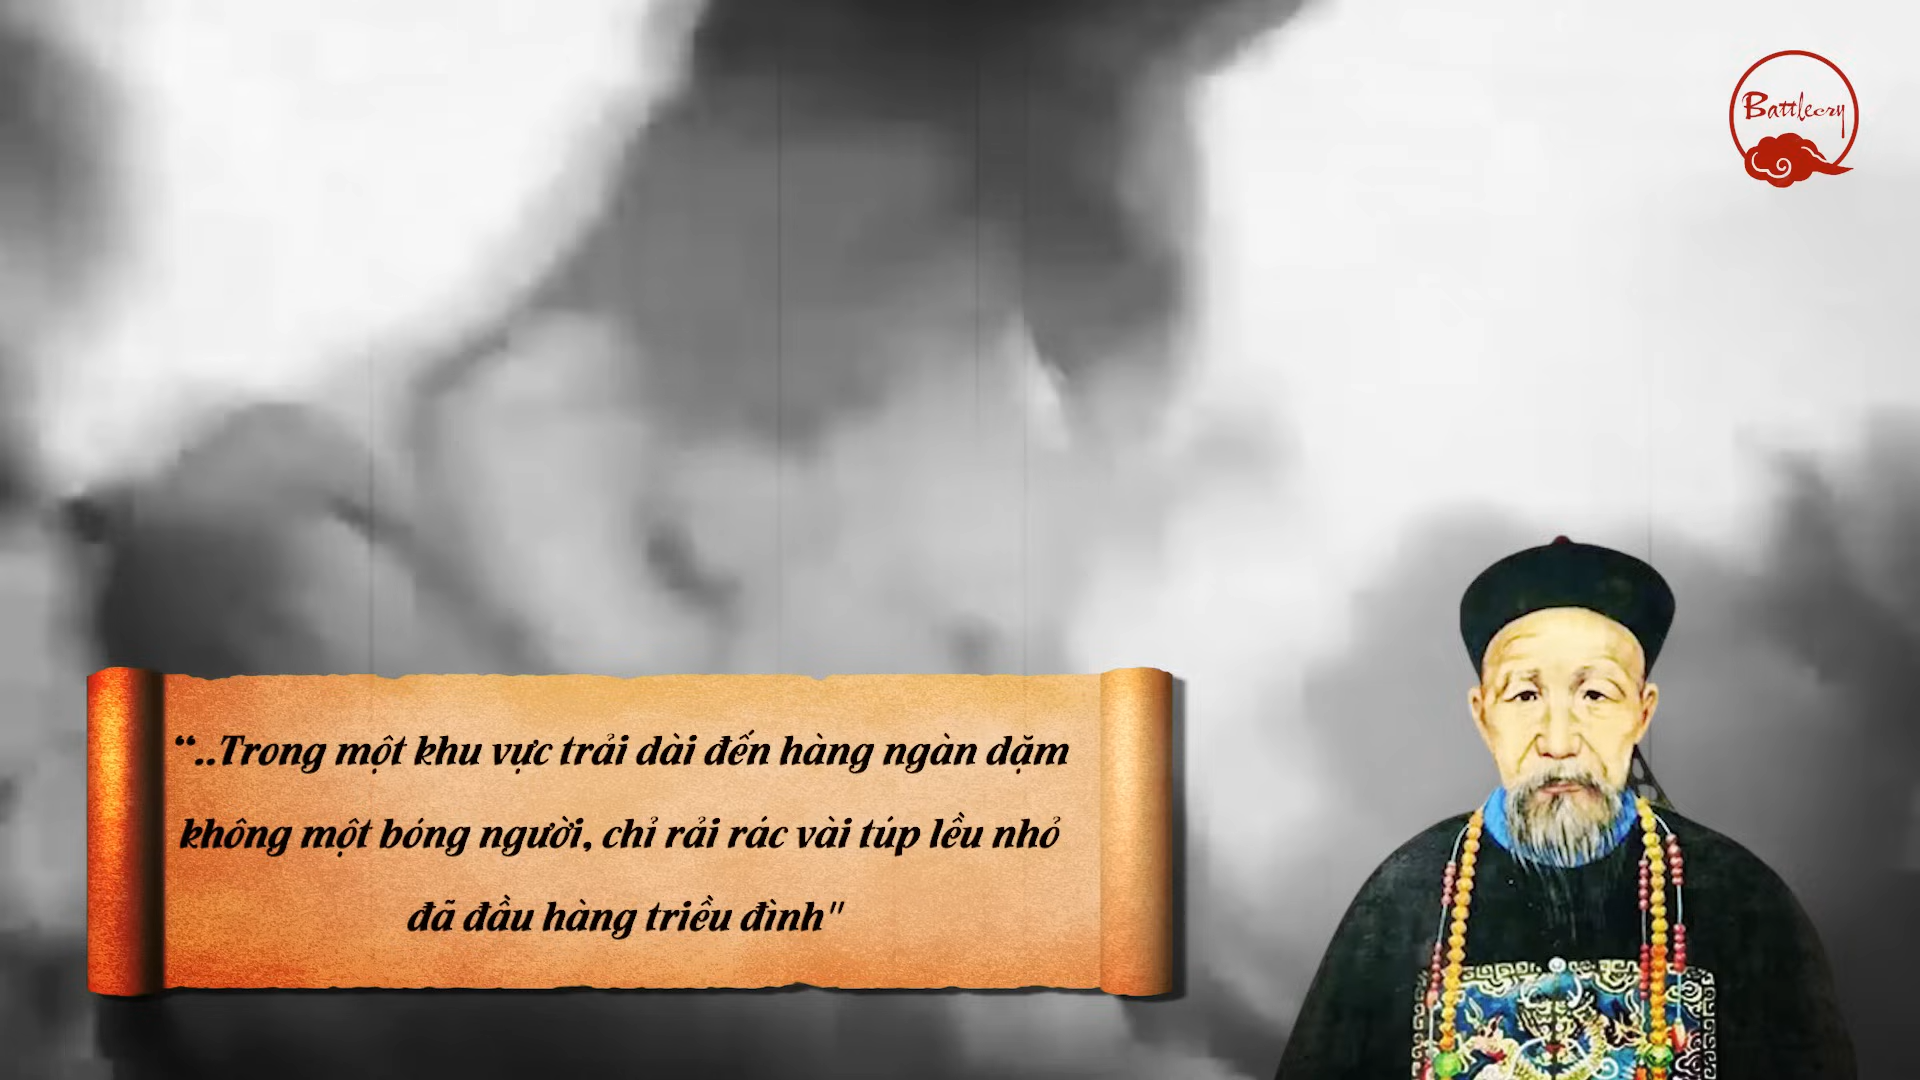 Battlecry
“..Trong một khu vực trải dài đến hàng ngàn dặm
không một bóng người, chỉ rải rác vài túp lều nhỏ
đã đầu hàng triều đình"